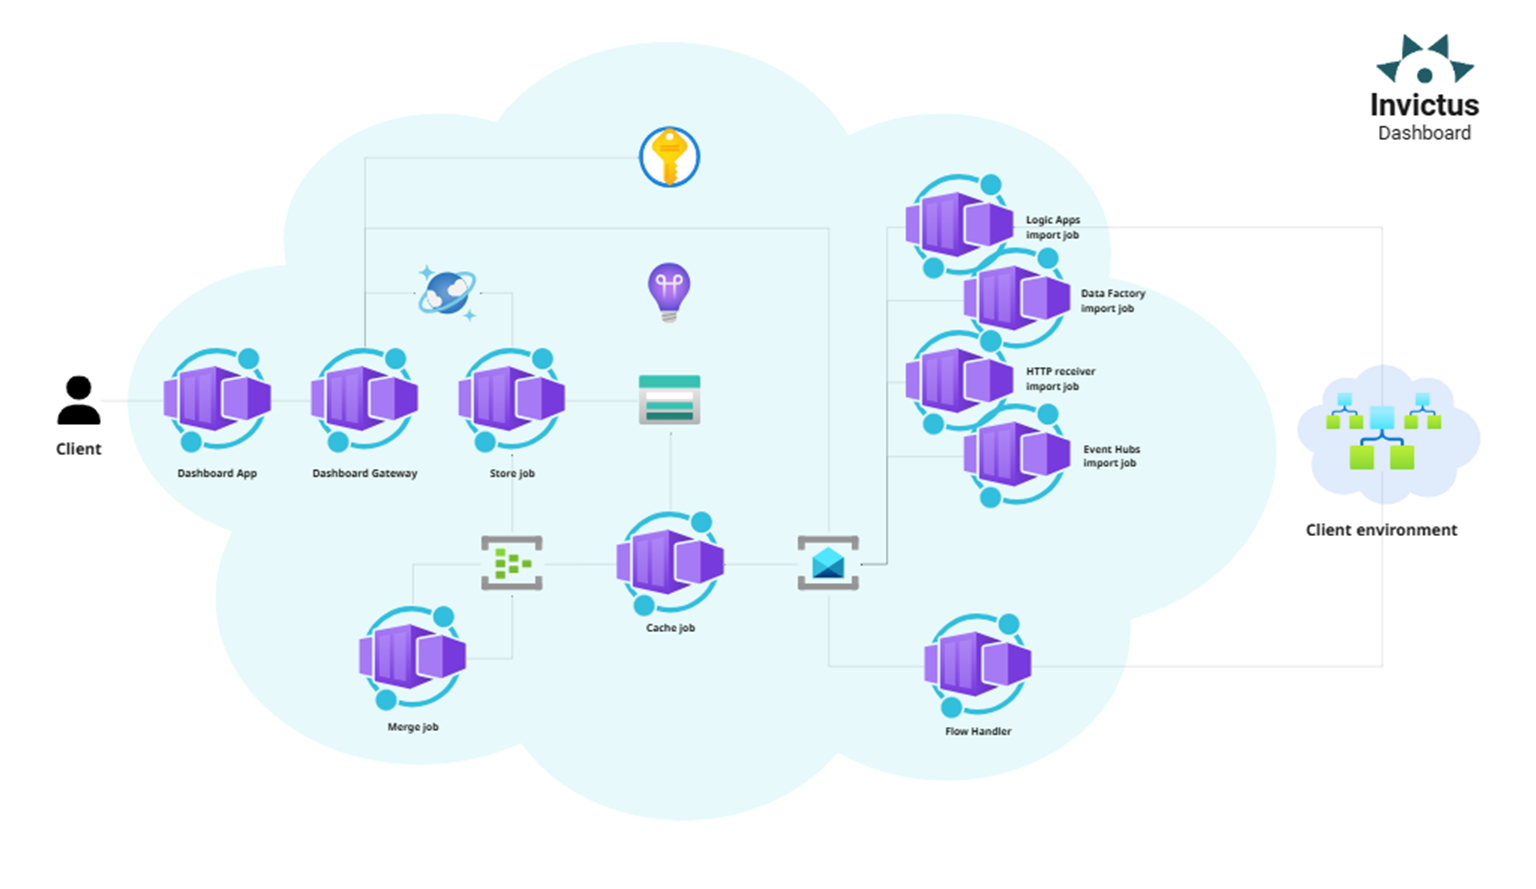 Invictus
Dashboard
Logic Apps
import job
Data Factory
import job
HTTP receiver
import job
Event Hubs
import job
Client
Dashboard App
Dashboard Gateway
Store job
Client environment
Cache job
Merge job
Flow Handler